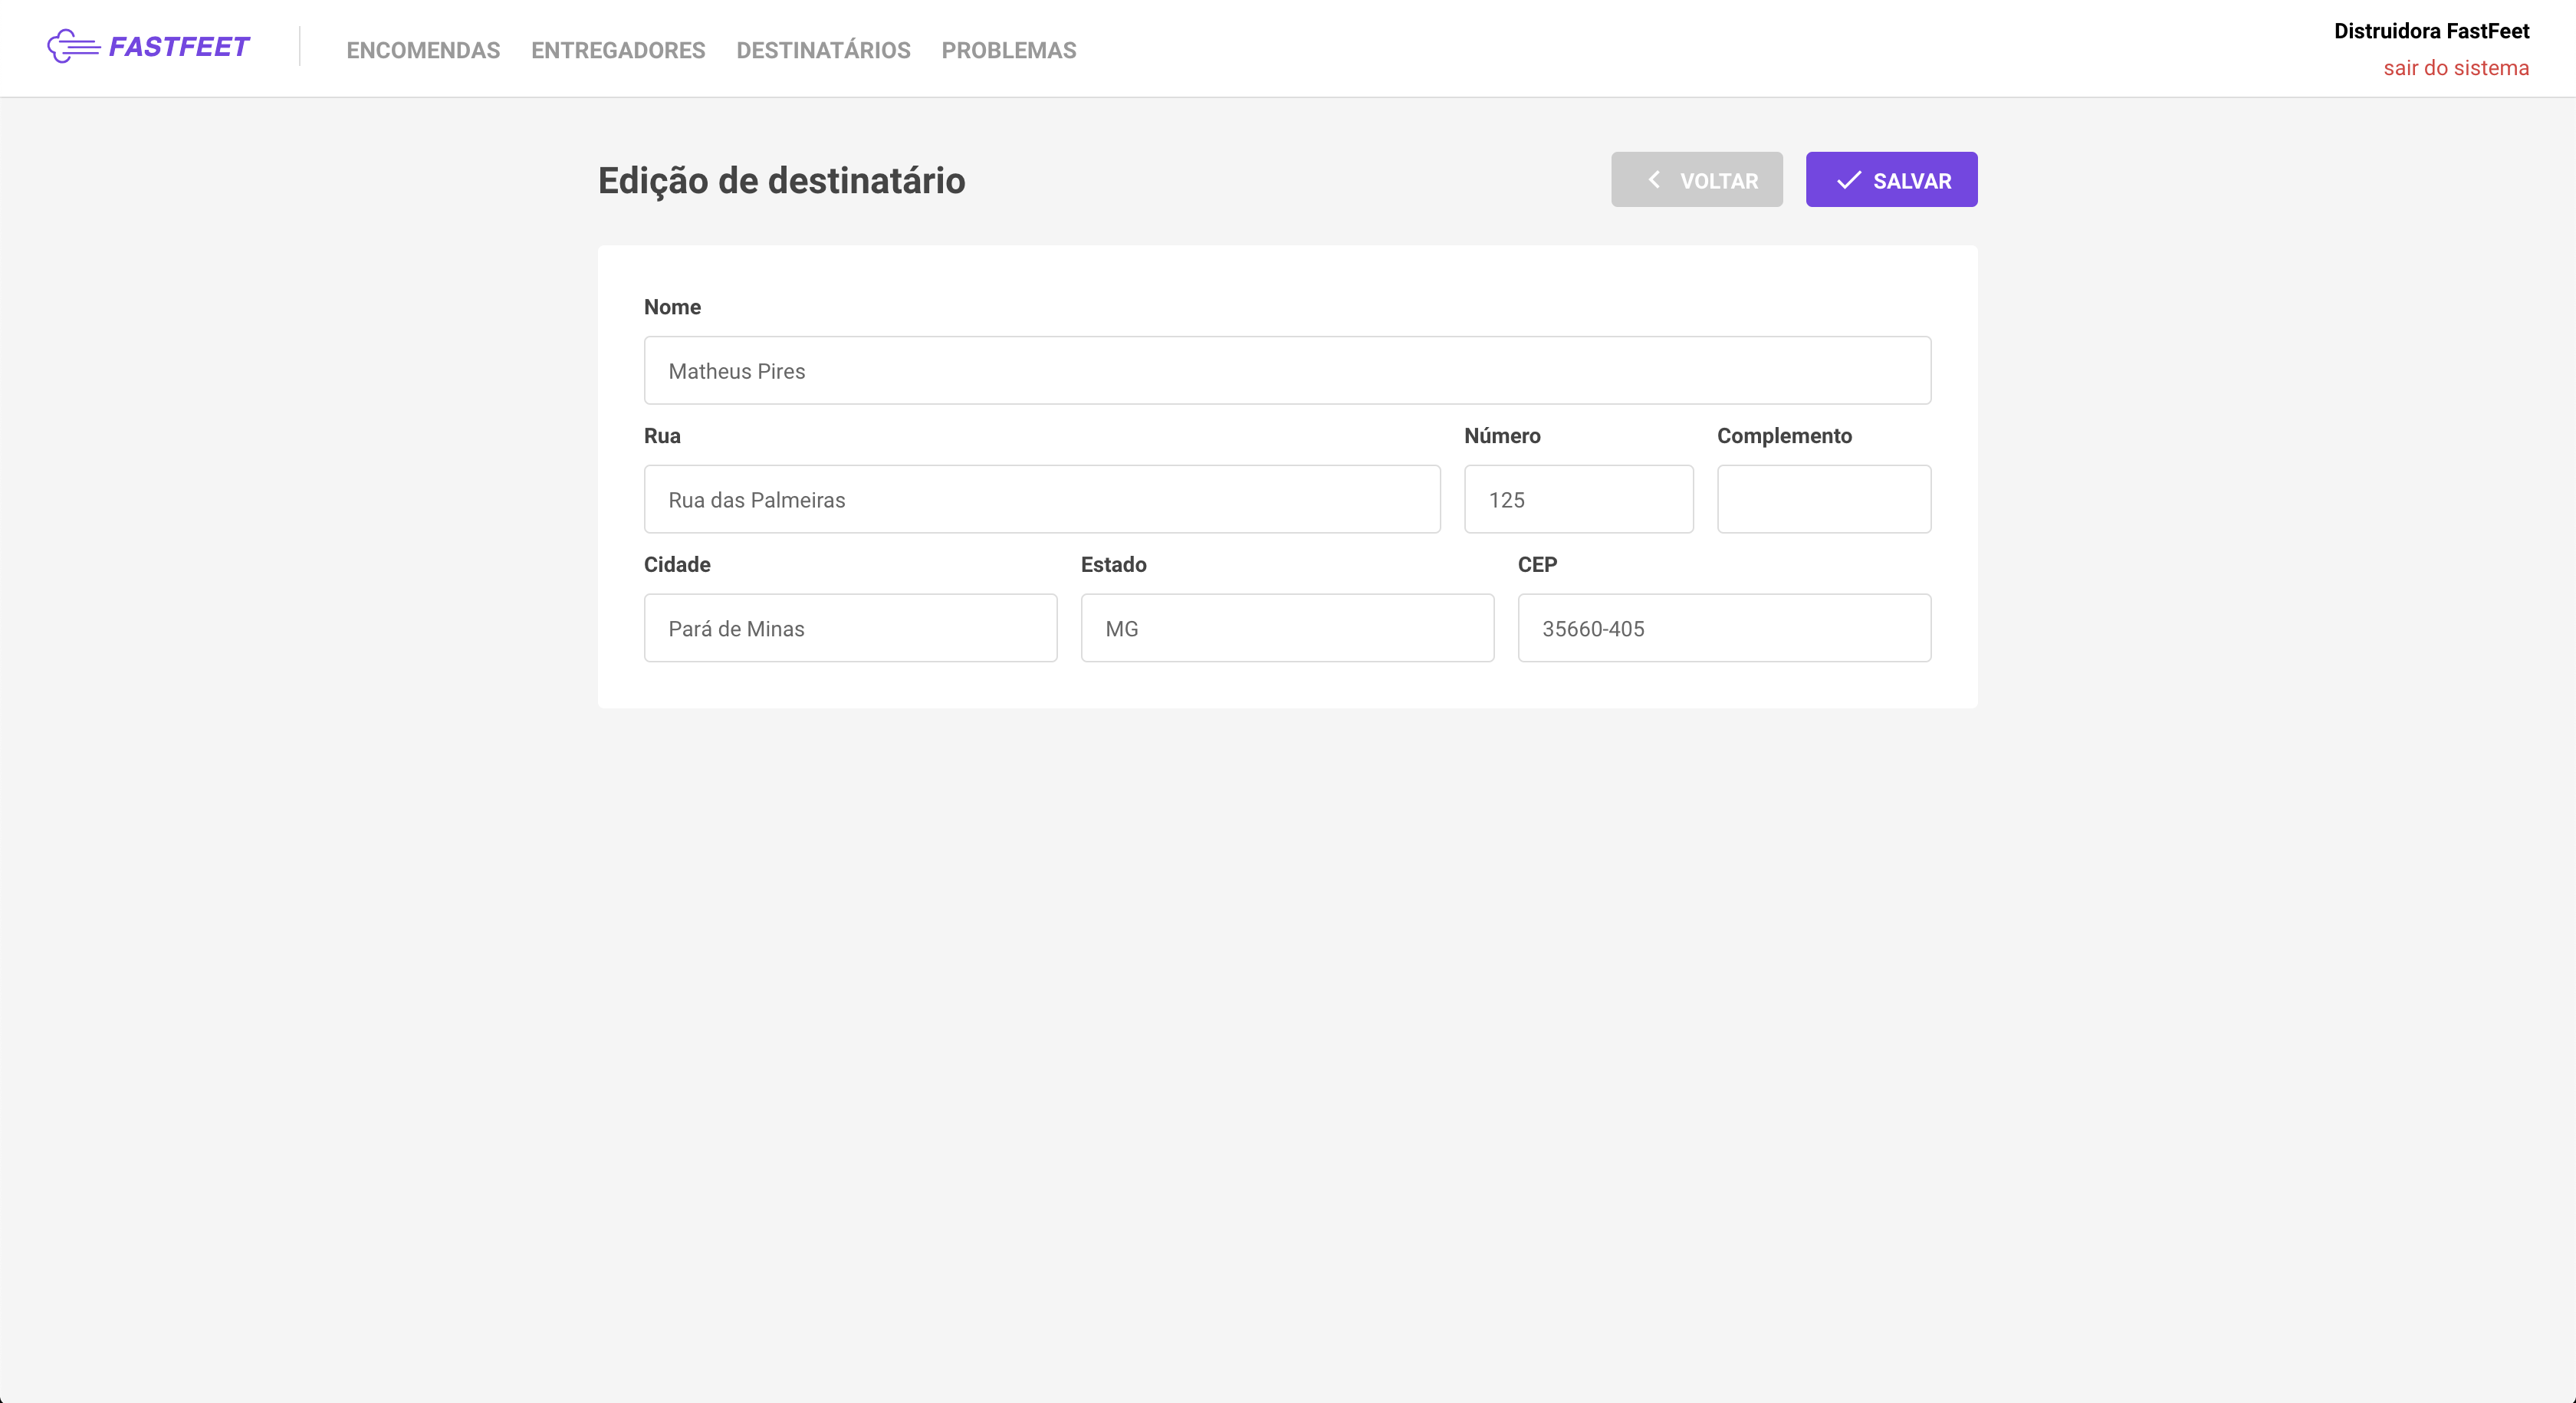 FASTFEET
ENCOMENDAS ENTREGADORES DESTINATÁRIOS PROBLEMAS
Distruidora FastFeet
sair do sistema
Edição de destinatário
VOLTAR
SALVAR
Nome
Matheus Pires
Rua Número Complemento
Rua das Palmeiras 125
Cidade Estado CEP
Pará de Minas MG 35660-405